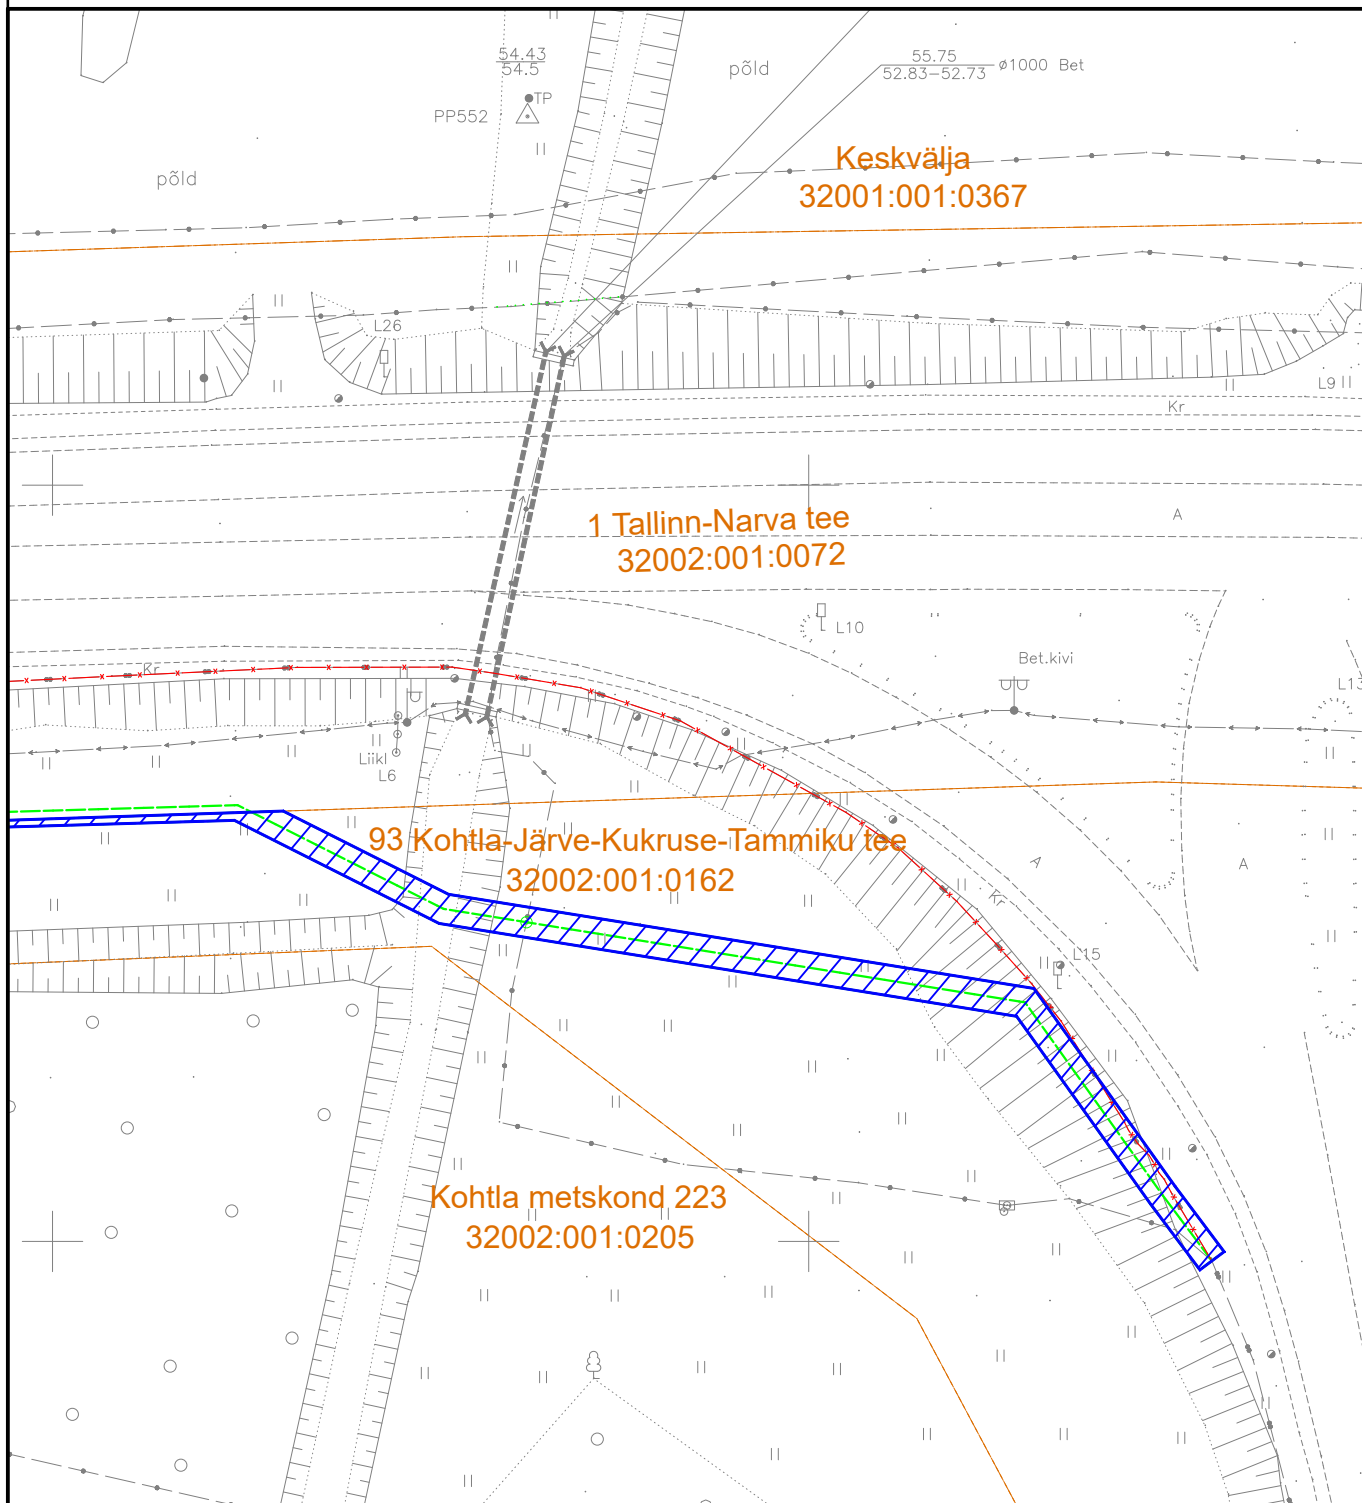 54.43
54.5
TP
PP552
põld
55.75
52.83-52.73
ø1000 Bet
Keskvälja
32001:001:0367
põld
L26
L9
Kr
1 Tallinn-Narva tee
32002:001:0072
A
L10
Bet.kivi
Kr
L13
Liikl
L6
93 Kohtla-Järve-Kukruse-Tammiku tee
32002:001:0162
A
A
Kr
L15
Kohtla metskond 223
32002:001:0205